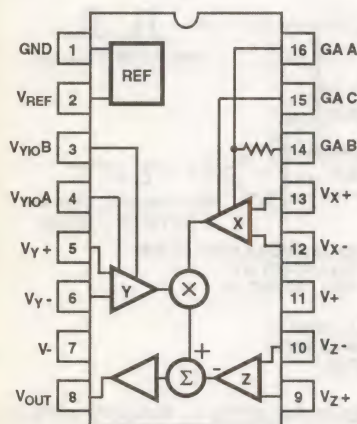 GND 1
REF
16 GA A
VREF 2
15 GA C
VYIOB 3
14 GA B
VYIOA 4
X
13 VX+
VY+ 5
12 VX-
Y
×
VY- 6
11 V+
V- 7
+
10 VZ-
VOUT 8
Σ
-
Z
9 VZ+